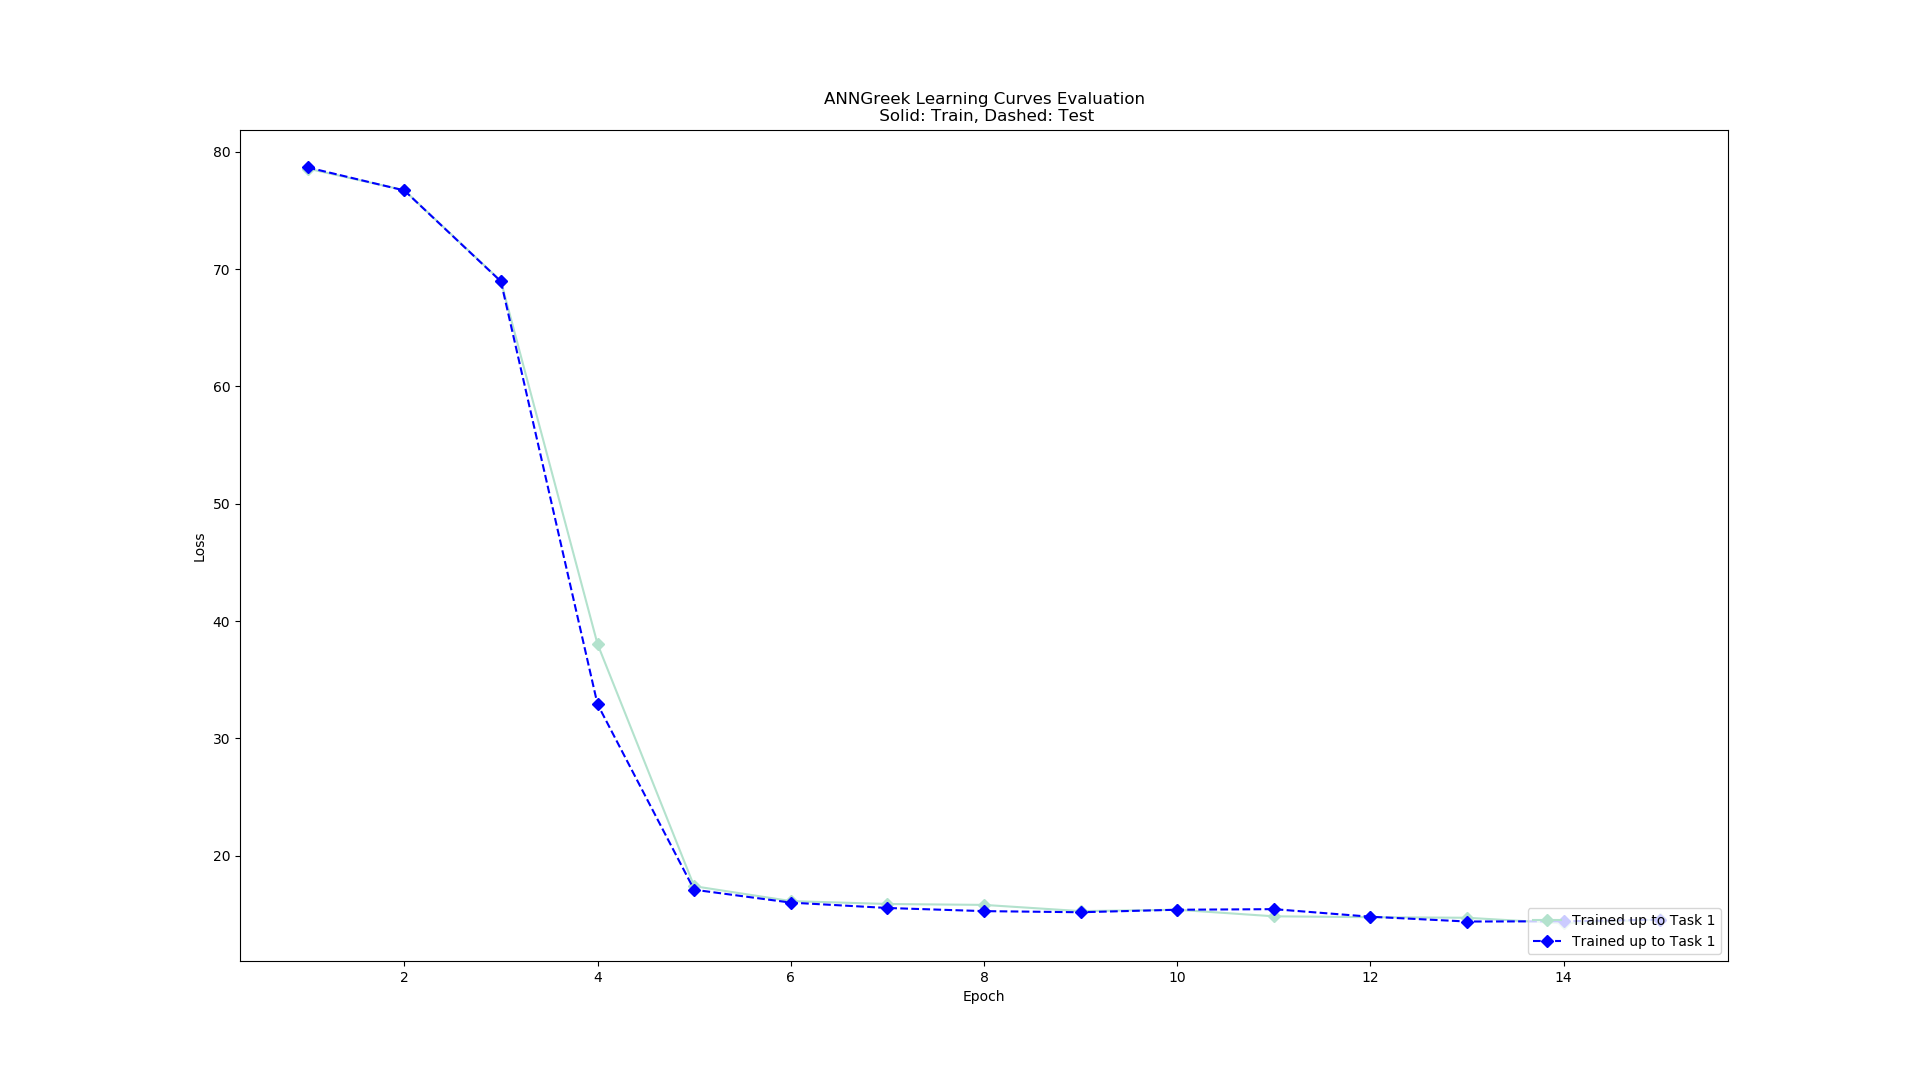 ANNGreek Learning Curves Evaluation
Solid: Train, Dashed: Test
80
70
60
50
40
30
20
Loss
2
4
6
8
10
12
14
Epoch
Trained up to Task 1
Trained up to Task 1